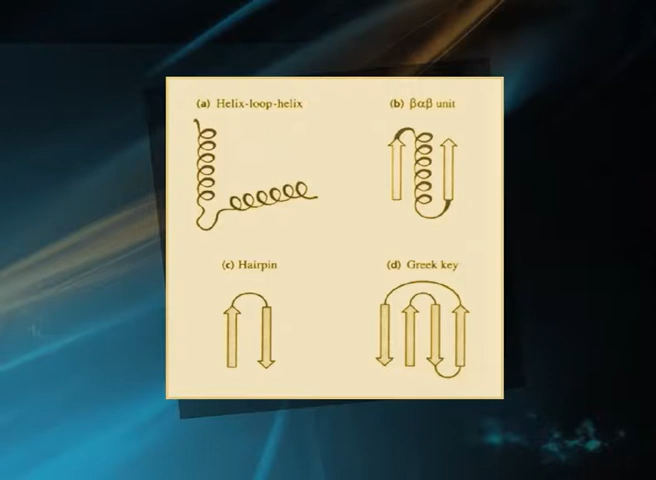 (a) Helix-loop-helix
(b) βαβ unit
(c) Hairpin
(d) Greek key